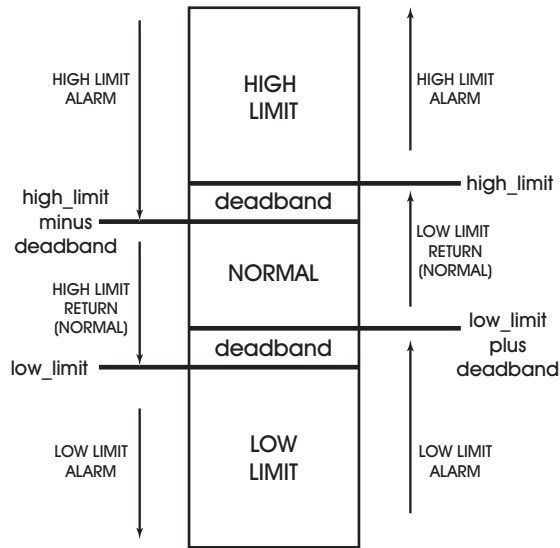 HIGH LIMIT
ALARM
HIGH
LIMIT
HIGH LIMIT
ALARM
high_limit
deadband
high_limit
minus
deadband
LOW LIMIT
RETURN
(NORMAL)
NORMAL
HIGH LIMIT
RETURN
(NORMAL)
low_limit
plus
deadband
deadband
low_limit
LOW LIMIT
ALARM
LOW
LIMIT
LOW LIMIT
ALARM